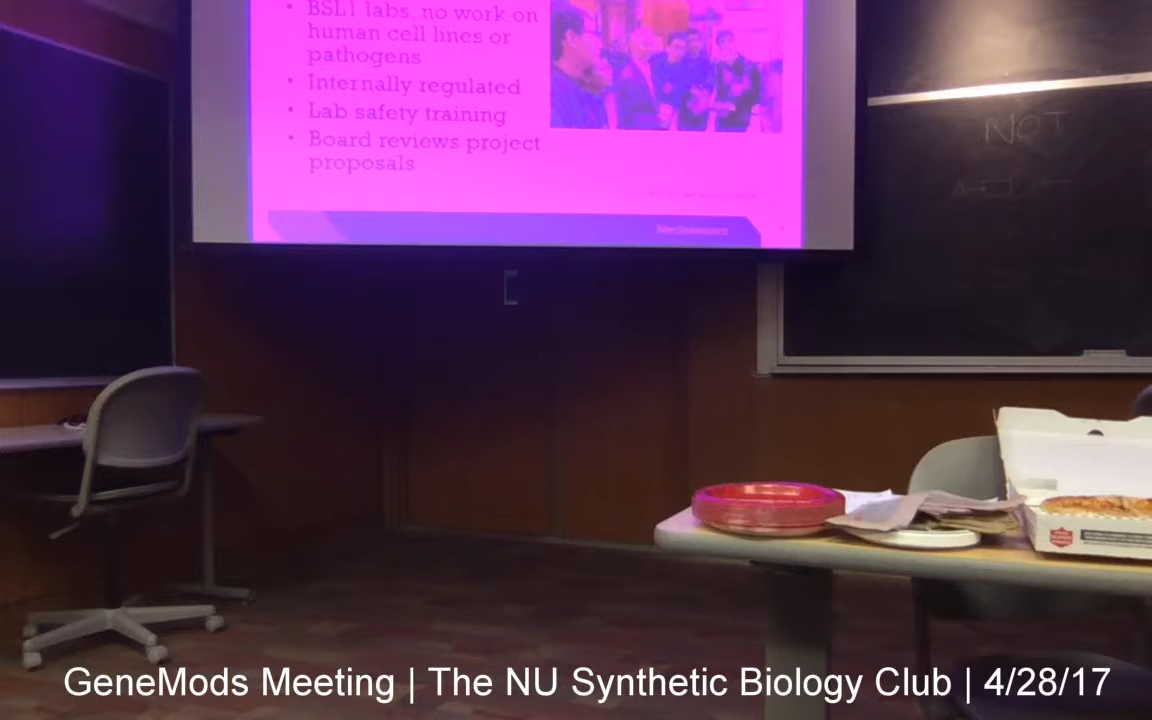 • BSL1 labs, no work on
human cell lines or
pathogens
• Internally regulated
• Lab safety training
• Board reviews project
proposals
Northwestern
NOT
GeneMods Meeting | The NU Synthetic Biology Club | 4/28/17